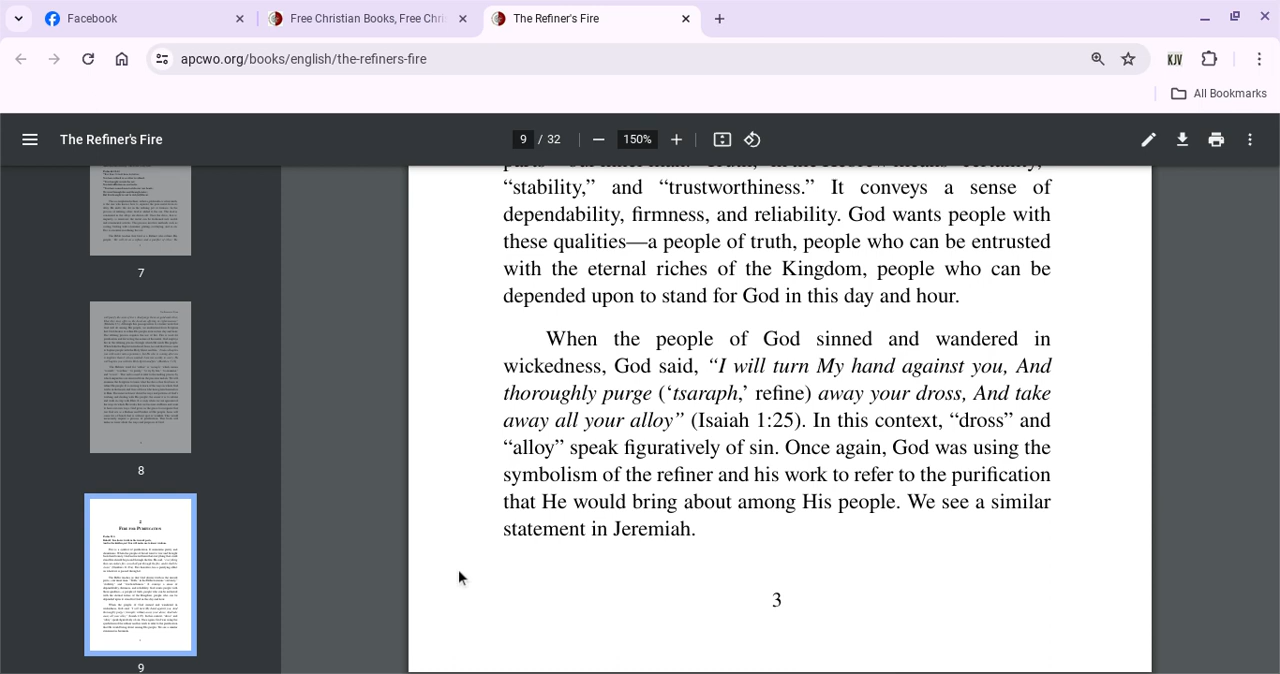 Facebook
Free Christian Books, Free Chri
The Refiner's Fire
apcwo.org/books/english/the-refiners-fire
KJV
All Bookmarks
The Refiner's Fire
9 / 32
150%
7
8
9
“stability,” and “trustworthiness.” It conveys a sense of
dependability, firmness, and reliability. God wants people with
these qualities—a people of truth, people who can be entrusted
with the eternal riches of the Kingdom, people who can be
depended upon to stand for God in this day and hour.
When the people of God sinned and wandered in
wickedness, God said, “I will turn My hand against you, And
thoroughly purge (‘tsaraph,’ refine) away your dross, And take
away all your alloy” (Isaiah 1:25). In this context, “dross” and
“alloy” speak figuratively of sin. Once again, God was using the
symbolism of the refiner and his work to refer to the purification
that He would bring about among His people. We see a similar
statement in Jeremiah.
3